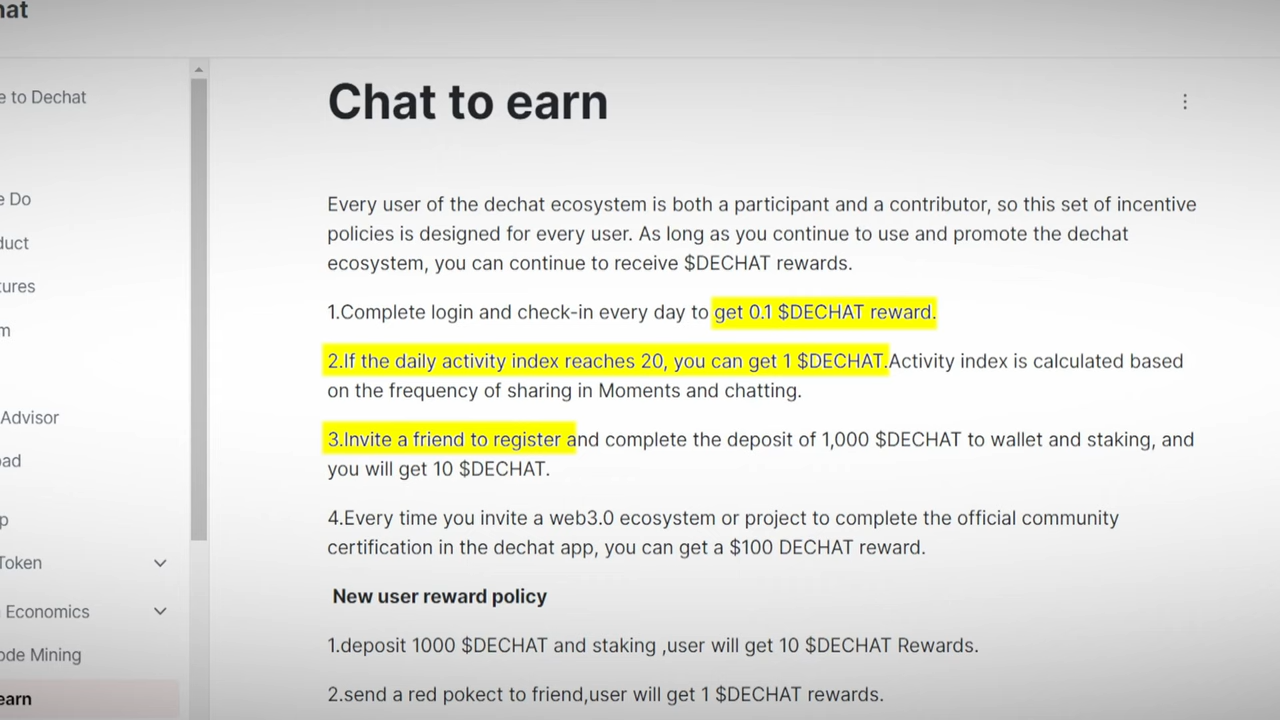 hat
e to Dechat
e Do
duct
tures
m
Advisor
oad
p
Token
Economics
ode Mining
earn
Chat to earn
Every user of the dechat ecosystem is both a participant and a contributor, so this set of incentive
policies is designed for every user. As long as you continue to use and promote the dechat
ecosystem, you can continue to receive $DECHAT rewards.
1.Complete login and check-in every day to get 0.1 $DECHAT reward.
2.If the daily activity index reaches 20, you can get 1 $DECHAT.Activity index is calculated based
on the frequency of sharing in Moments and chatting.
3.Invite a friend to register and complete the deposit of 1,000 $DECHAT to wallet and staking, and
you will get 10 $DECHAT.
4.Every time you invite a web3.0 ecosystem or project to complete the official community
certification in the dechat app, you can get a $100 DECHAT reward.
New user reward policy
1.deposit 1000 $DECHAT and staking ,user will get 10 $DECHAT Rewards.
2.send a red pokect to friend,user will get 1 $DECHAT rewards.